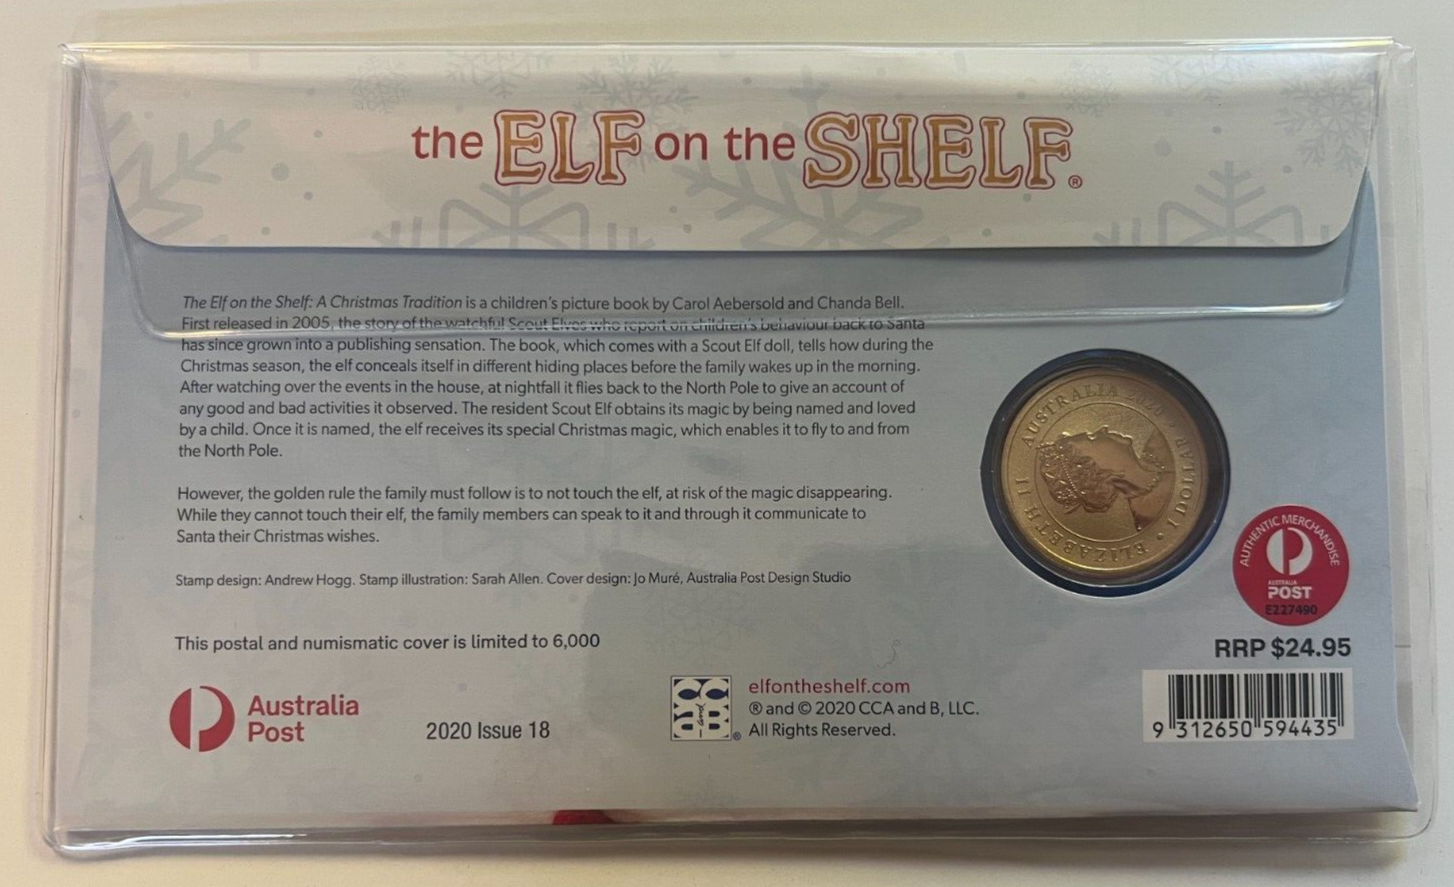 the ELF on the SHELF®
The Elf on the Shelf: A Christmas Tradition is a children's picture book by Carol Aebersold and Chanda Bell.
First released in 2005, the story of the watchful Scout Elves who report on children's behaviour back to Santa
has since grown into a publishing sensation. The book, which comes with a Scout Elf doll, tells how during the
Christmas season, the elf conceals itself in different hiding places before the family wakes up in the morning.
After watching over the events in the house, at nightfall it flies back to the North Pole to give an account of
any good and bad activities it observed. The resident Scout Elf obtains its magic by being named and loved
by a child. Once it is named, the elf receives its special Christmas magic, which enables it to fly to and from
the North Pole.
However, the golden rule the family must follow is to not touch the elf, at risk of the magic disappearing.
While they cannot touch their elf, the family members can speak to it and through it communicate to
Santa their Christmas wishes.
Stamp design: Andrew Hogg. Stamp illustration: Sarah Allen. Cover design: Jo Muré, Australia Post Design Studio
This postal and numismatic cover is limited to 6,000
Australia
Post
2020 Issue 18
CCA and B
®
elfontheshelf.com
® and © 2020 CCA and B, LLC.
All Rights Reserved.
ELIZABETH II AUSTRALIA 2020 • 1 DOLLAR •
AUTHENTIC MERCHANDISE
AUSTRALIA
POST
E227490
RRP $24.95
9 312650 594435